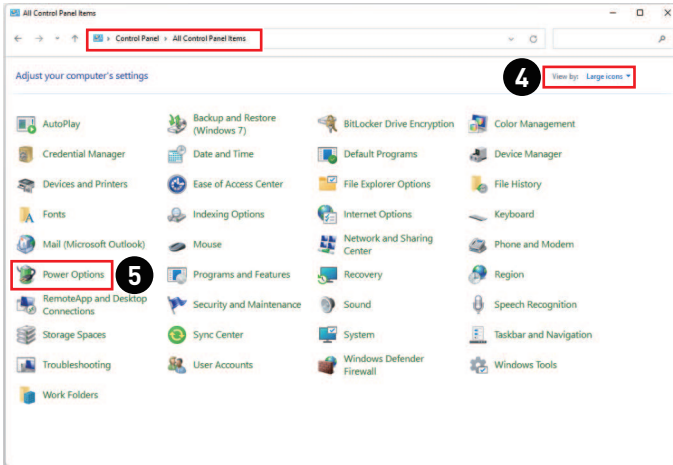 All Control Panel Items
Control Panel > All Control Panel Items
Adjust your computer's settings
4
View by: Large icons
AutoPlay
Backup and Restore
(Windows 7)
BitLocker Drive Encryption
Color Management
Credential Manager
Date and Time
Default Programs
Device Manager
Devices and Printers
Ease of Access Center
File Explorer Options
File History
Fonts
Indexing Options
Internet Options
Keyboard
Mail (Microsoft Outlook)
Mouse
Network and Sharing
Center
Phone and Modem
Power Options
5
Programs and Features
Recovery
Region
RemoteApp and Desktop
Connections
Security and Maintenance
Sound
Speech Recognition
Storage Spaces
Sync Center
System
Taskbar and Navigation
Troubleshooting
User Accounts
Windows Defender
Firewall
Windows Tools
Work Folders